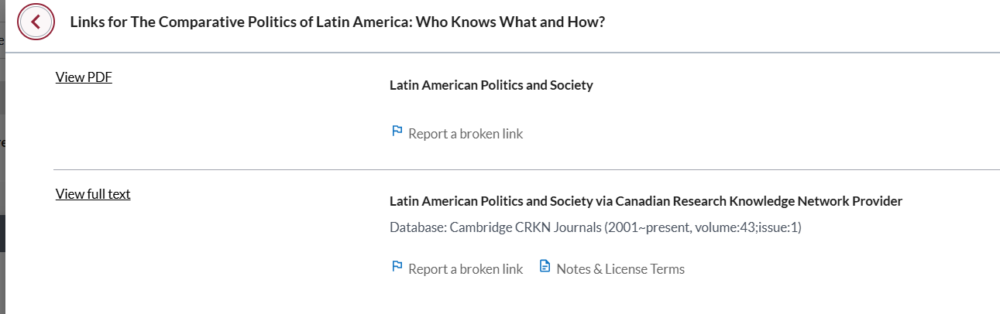 Links for The Comparative Politics of Latin America: Who Knows What and How?
View PDF
Latin American Politics and Society
Report a broken link
View full text
Latin American Politics and Society via Canadian Research Knowledge Network Provider
Database: Cambridge CRKN Journals (2001~present, volume:43;issue:1)
Report a broken link Notes & License Terms